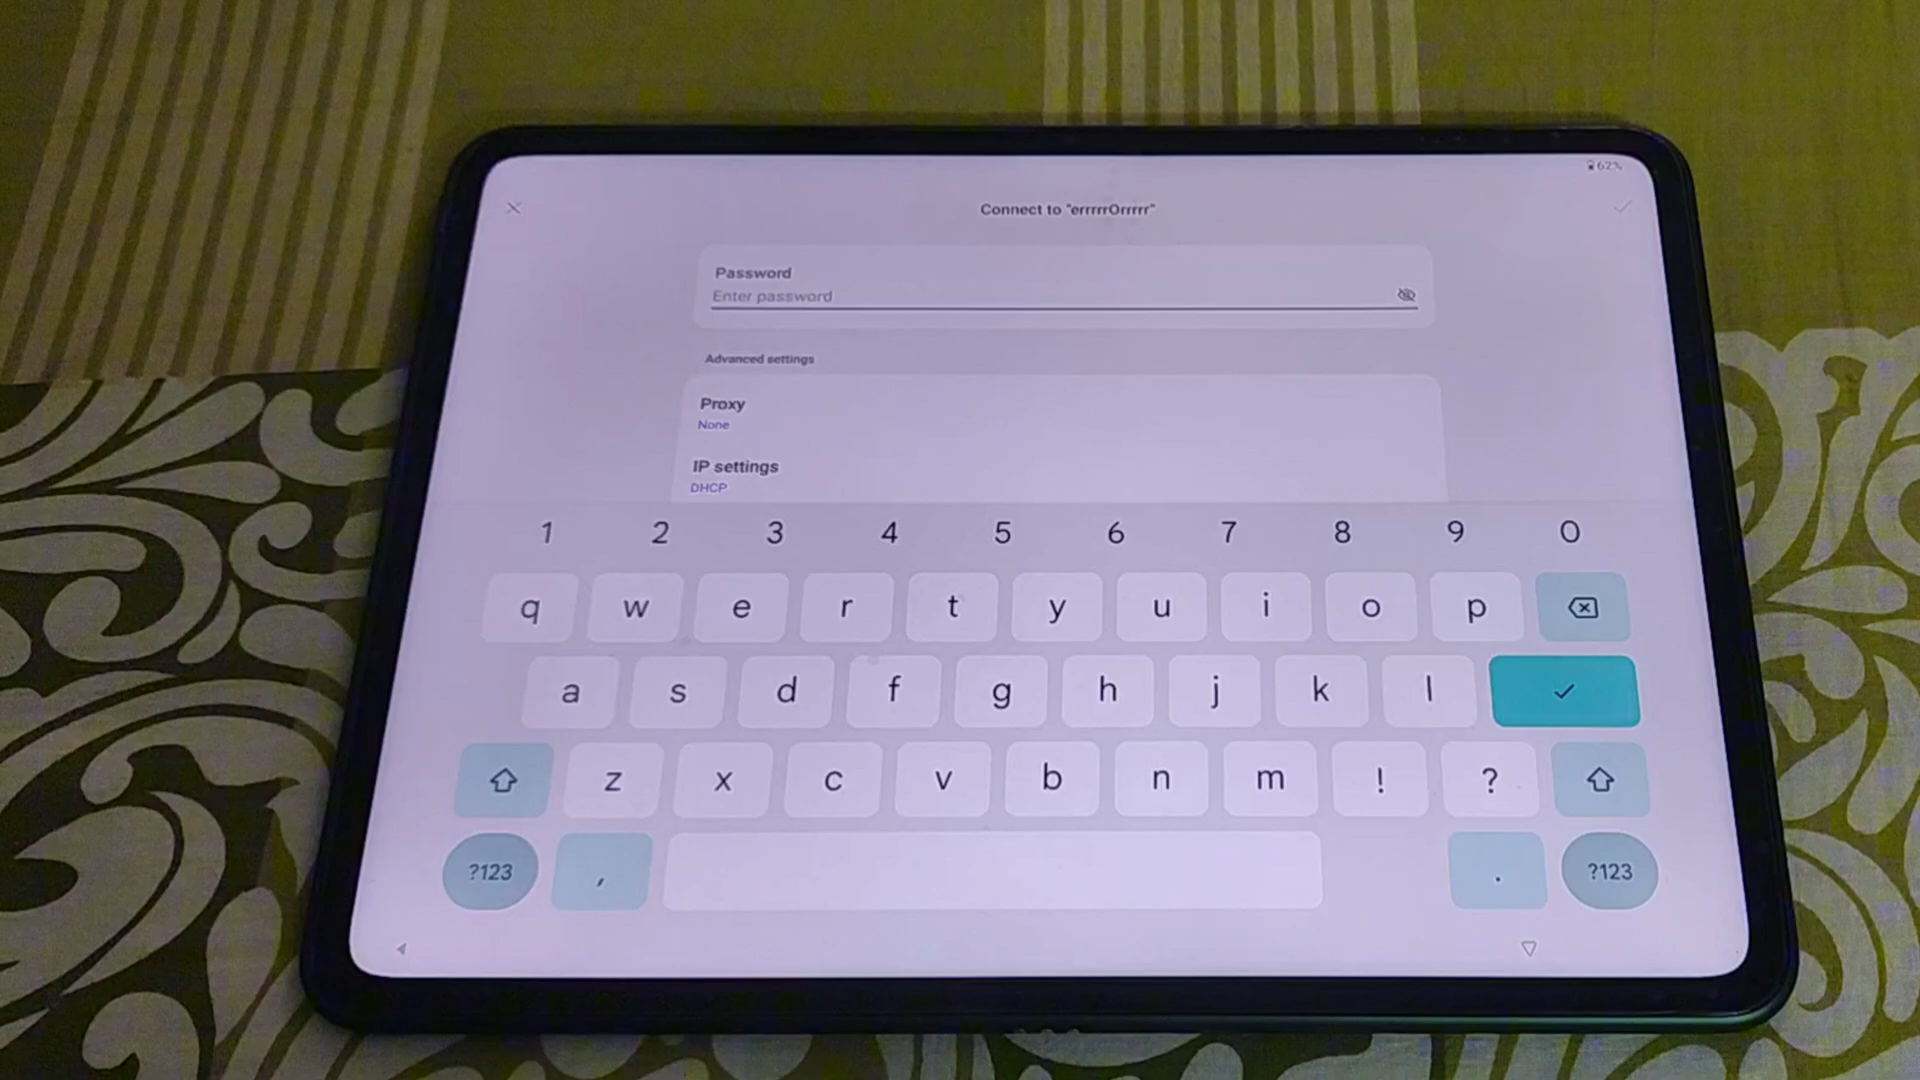 62%
Connect to "errrrrOrrrrr"
Password
Enter password
Advanced settings
Proxy
None
IP settings
DHCP
1 2 3 4 5 6 7 8 9 0
q w e r t y u i o p
a s d f g h j k l
z x c v b n m ! ?
?123 , . ?123